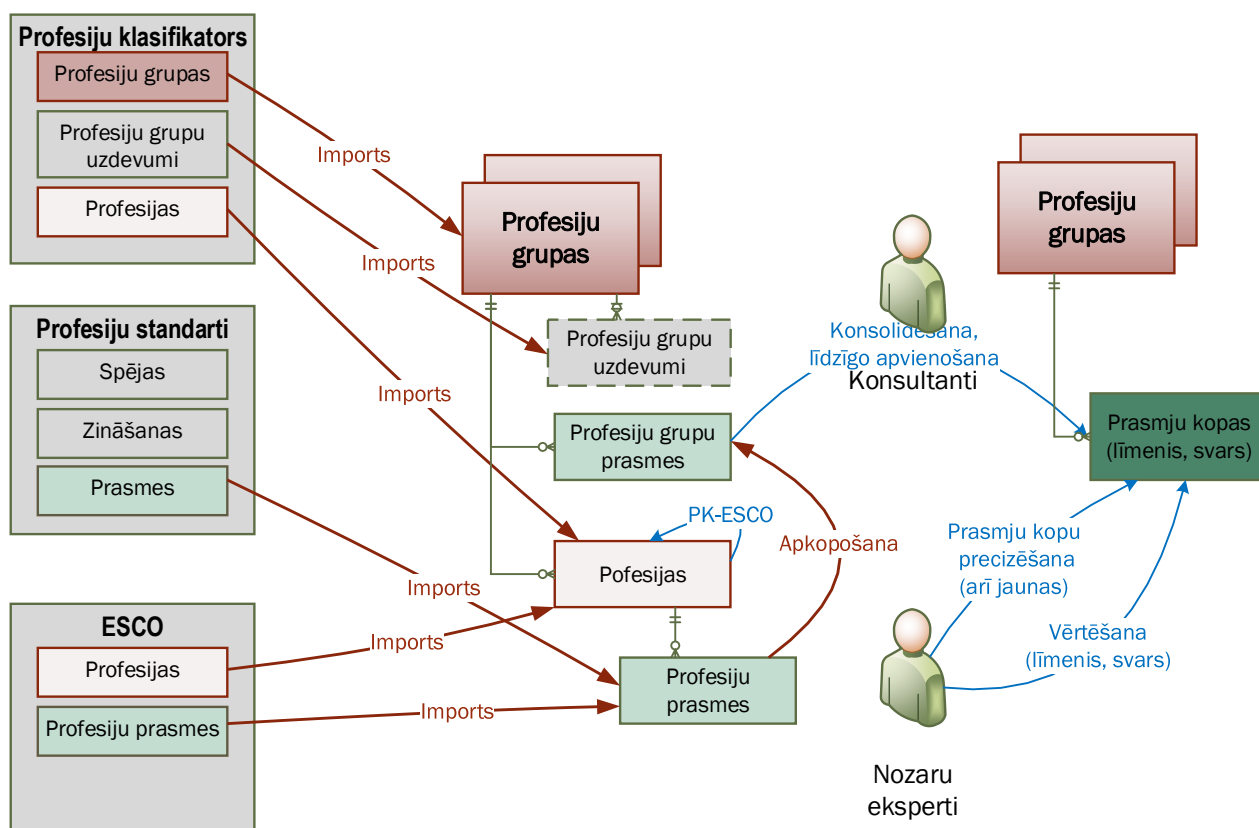 Profesiju klasifikators
Profesiju grupas
Profesiju grupu
uzdevumi
Profesijas
Profesiju standarti
Spējas
Zināšanas
Prasmes
ESCO
Profesijas
Profesiju prasmes
Imports
Imports
Imports
Imports
Imports
Imports
Profesiju
grupas
Profesiju grupu
uzdevumi
Profesiju grupu
prasmes
PK-ESCO
Pofesijas
Profesiju
prasmes
Apkopošana
Konsolidēšana,
līdzīgo apvienošana
Konsultanti
Profesiju
grupas
Prasmju kopas
(līmenis, svars)
Prasmju kopu
precizēšana
(arī jaunas)
Vērtēšana
(līmenis, svars)
Nozaru
eksperti